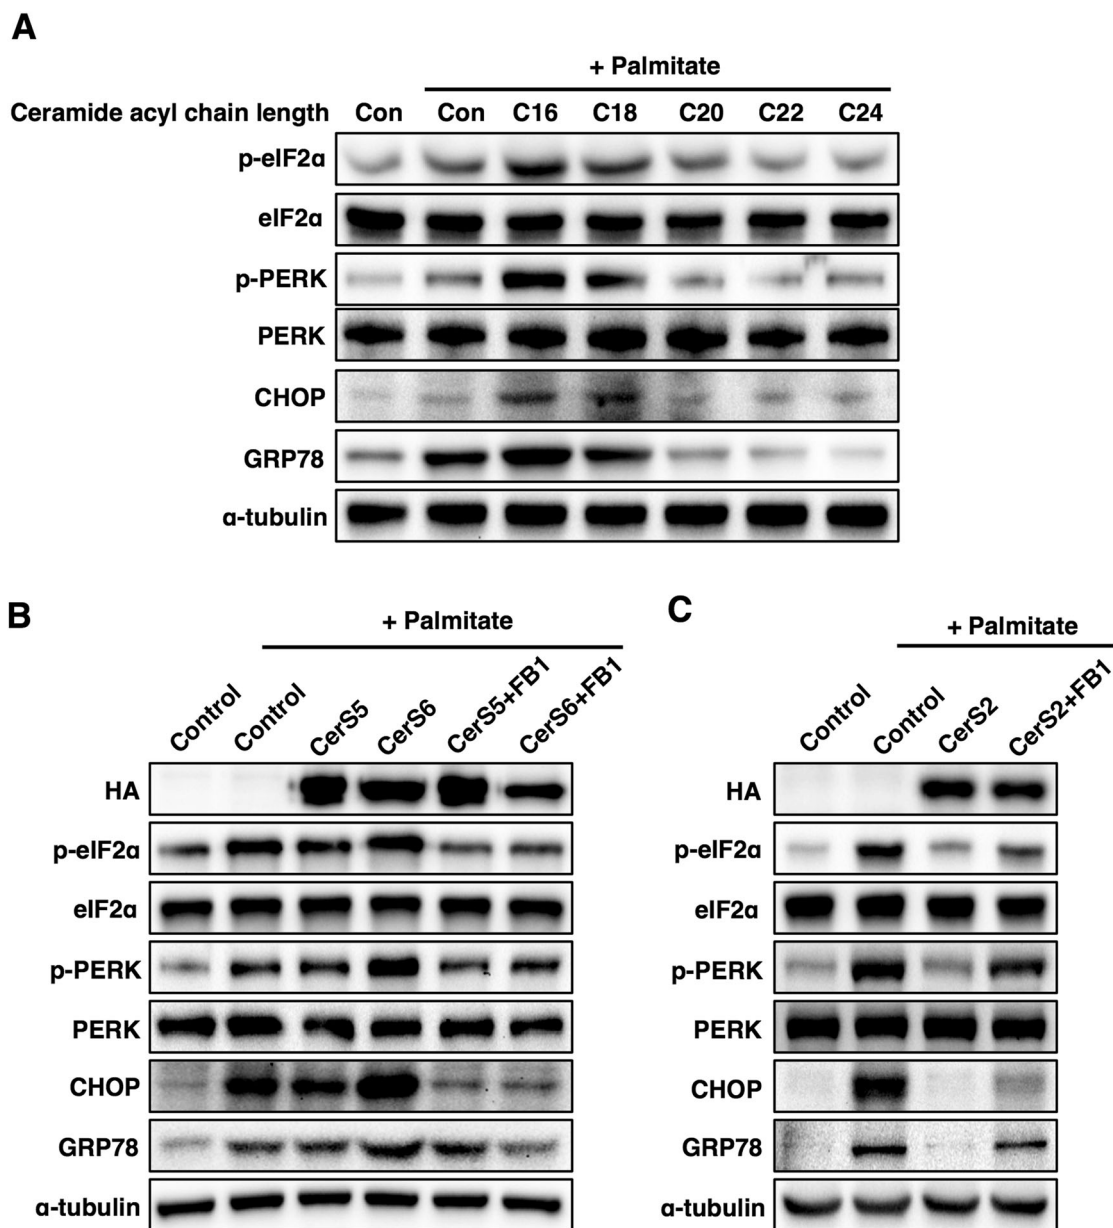 A
+ Palmitate
Ceramide acyl chain length Con Con C16 C18 C20 C22 C24
p-eIF2α
eIF2α
p-PERK
PERK
CHOP
GRP78
α-tubulin
B
+ Palmitate
Control Control CerS5 CerS6 CerS5+FB1 CerS6+FB1
HA
p-eIF2α
eIF2α
p-PERK
PERK
CHOP
GRP78
α-tubulin
C
+ Palmitate
Control Control CerS2 CerS2+FB1
HA
p-eIF2α
eIF2α
p-PERK
PERK
CHOP
GRP78
α-tubulin